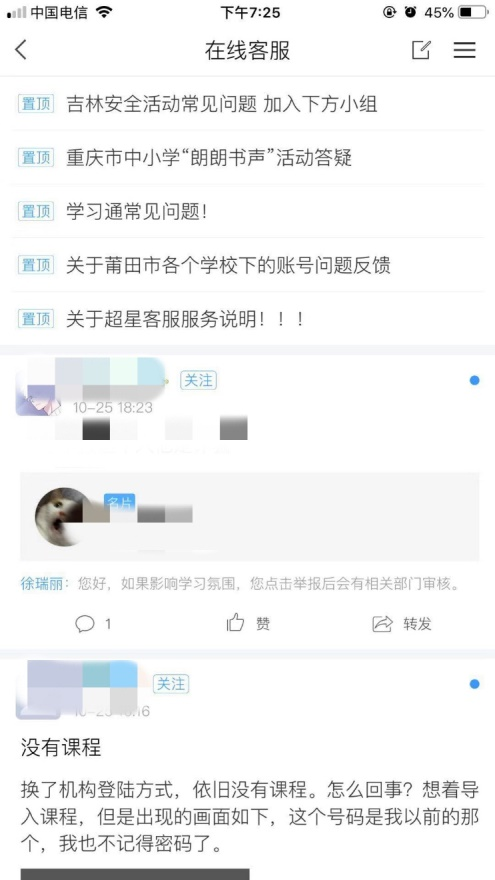 中国电信 下午7:25 45%
在线客服
置顶 吉林安全活动常见问题 加入下方小组
置顶 重庆市中小学“朗朗书声”活动答疑
置顶 学习通常见问题！
置顶 关于莆田市各个学校下的账号问题反馈
置顶 关于超星客服服务说明！！！
关注
10-25 18:23
名片
徐瑞丽：您好，如果影响学习氛围，您点击举报后会有相关部门审核。
1 赞 转发
关注
没有课程
换了机构登陆方式，依旧没有课程。怎么回事？想着导
入课程，但是出现的画面如下，这个号码是我以前的那
个，我也不记得密码了。